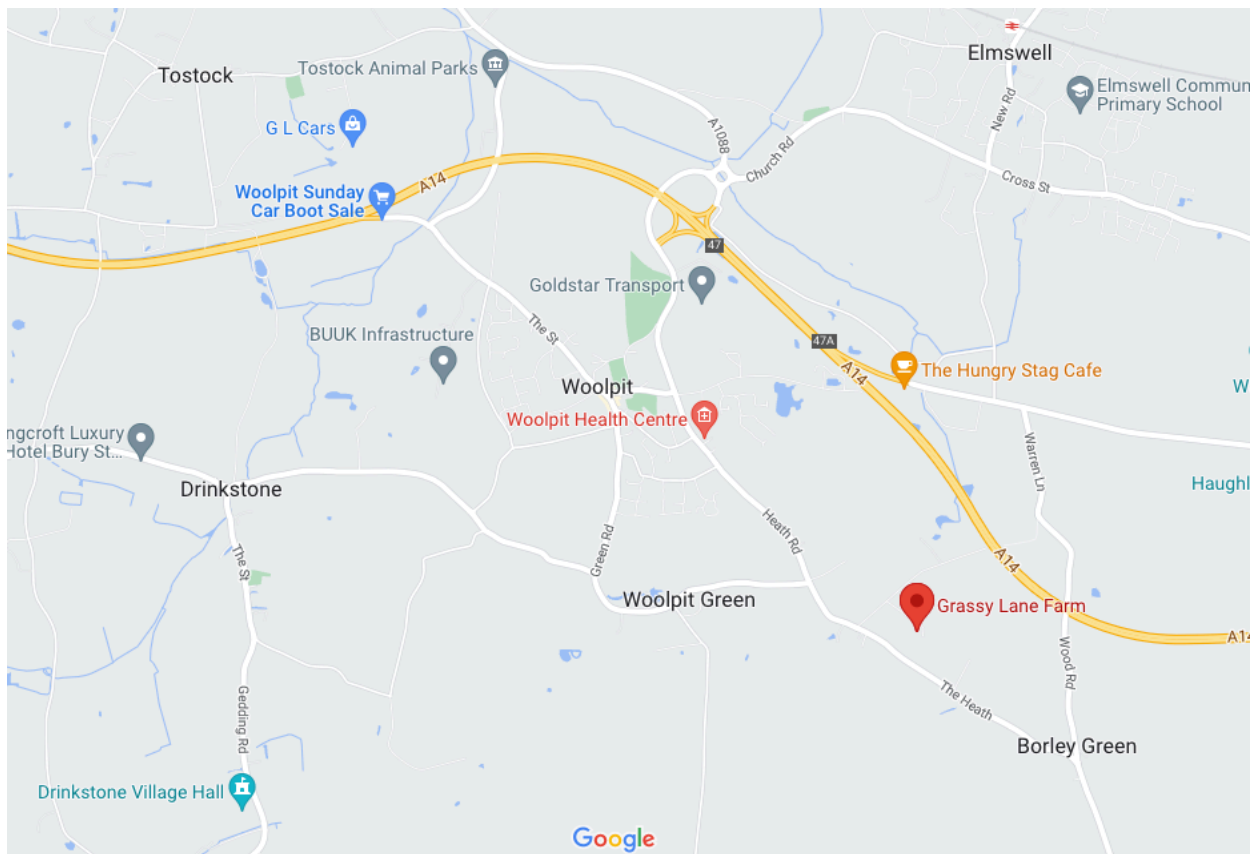 Tostock
Tostock Animal Parks
Elmswell
Elmswell Commun
Primary School
New Rd
G L Cars
A1088
Church Rd
Cross St
A14
Woolpit Sunday
Car Boot Sale
47
Goldstar Transport
The St
BUUK Infrastructure
47A
A14
The Hungry Stag Cafe
W
Woolpit
Woolpit Health Centre
ngcroft Luxury
Hotel Bury St...
Warren Ln
Drinkstone
Haughl
Heath Rd
Green Rd
The St
A14
Woolpit Green
Grassy Lane Farm
A14
Wood Rd
The Heath
Gedding Rd
Borley Green
Drinkstone Village Hall
Google